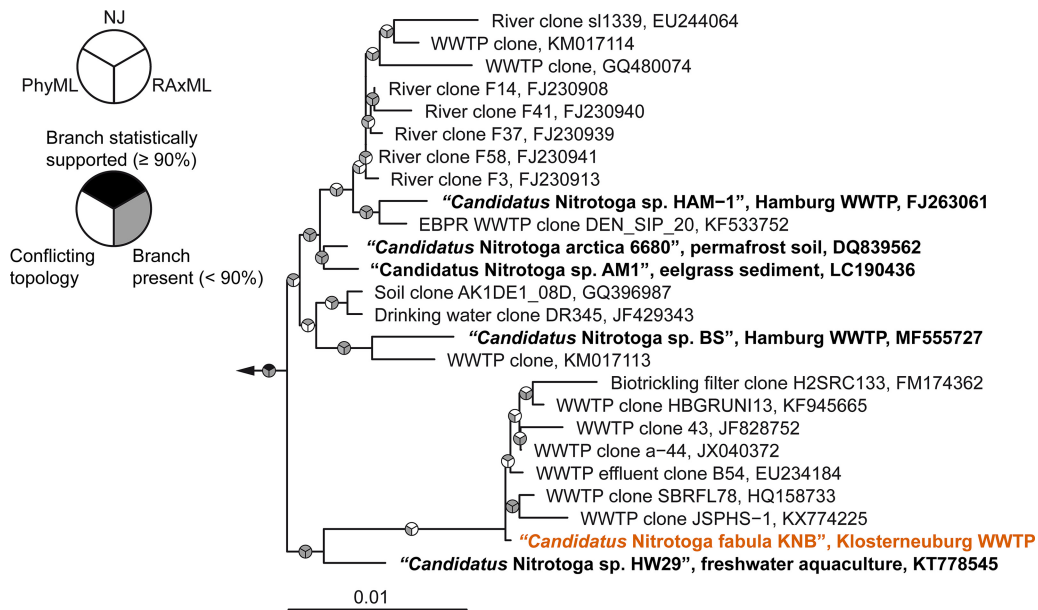 NJ
PhyML
RAxML
Branch statistically
supported (≥ 90%)
Conflicting
topology
Branch
present (< 90%)
River clone sl1339, EU244064
WWTP clone, KM017114
WWTP clone, GQ480074
River clone F14, FJ230908
River clone F41, FJ230940
River clone F37, FJ230939
River clone F58, FJ230941
River clone F3, FJ230913
“Candidatus Nitrotoga sp. HAM−1”, Hamburg WWTP, FJ263061
EBPR WWTP clone DEN_SIP_20, KF533752
“Candidatus Nitrotoga arctica 6680”, permafrost soil, DQ839562
“Candidatus Nitrotoga sp. AM1”, eelgrass sediment, LC190436
Soil clone AK1DE1_08D, GQ396987
Drinking water clone DR345, JF429343
“Candidatus Nitrotoga sp. BS”, Hamburg WWTP, MF555727
WWTP clone, KM017113
Biotrickling filter clone H2SRC133, FM174362
WWTP clone HBGRUNI13, KF945665
WWTP clone 43, JF828752
WWTP clone a−44, JX040372
WWTP effluent clone B54, EU234184
WWTP clone SBRFL78, HQ158733
WWTP clone JSPHS−1, KX774225
“Candidatus Nitrotoga fabula KNB”, Klosterneuburg WWTP
“Candidatus Nitrotoga sp. HW29”, freshwater aquaculture, KT778545
0.01